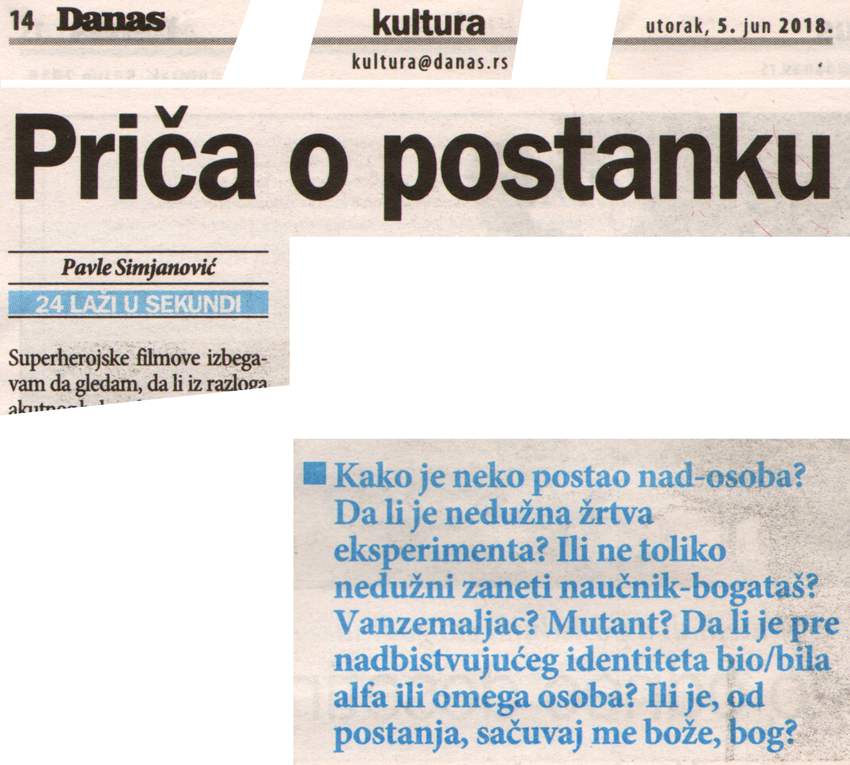 14 Danas
kultura
utorak, 5. jun 2018.
kultura@danas.rs
Priča o postanku
Pavle Simjanović
24 LAŽI U SEKUNDI
Superherojske filmove izbega-
vam da gledam, da li iz razloga
Kako je neko postao nad-osoba?
Da li je nedužna žrtva
eksperimenta? Ili ne toliko
nedužni zaneti naučnik-bogataš?
Vanzemaljac? Mutant? Da li je pre
nadbistvujućeg identiteta bio/bila
alfa ili omega osoba? Ili je, od
postanja, sačuvaj me bože, bog?